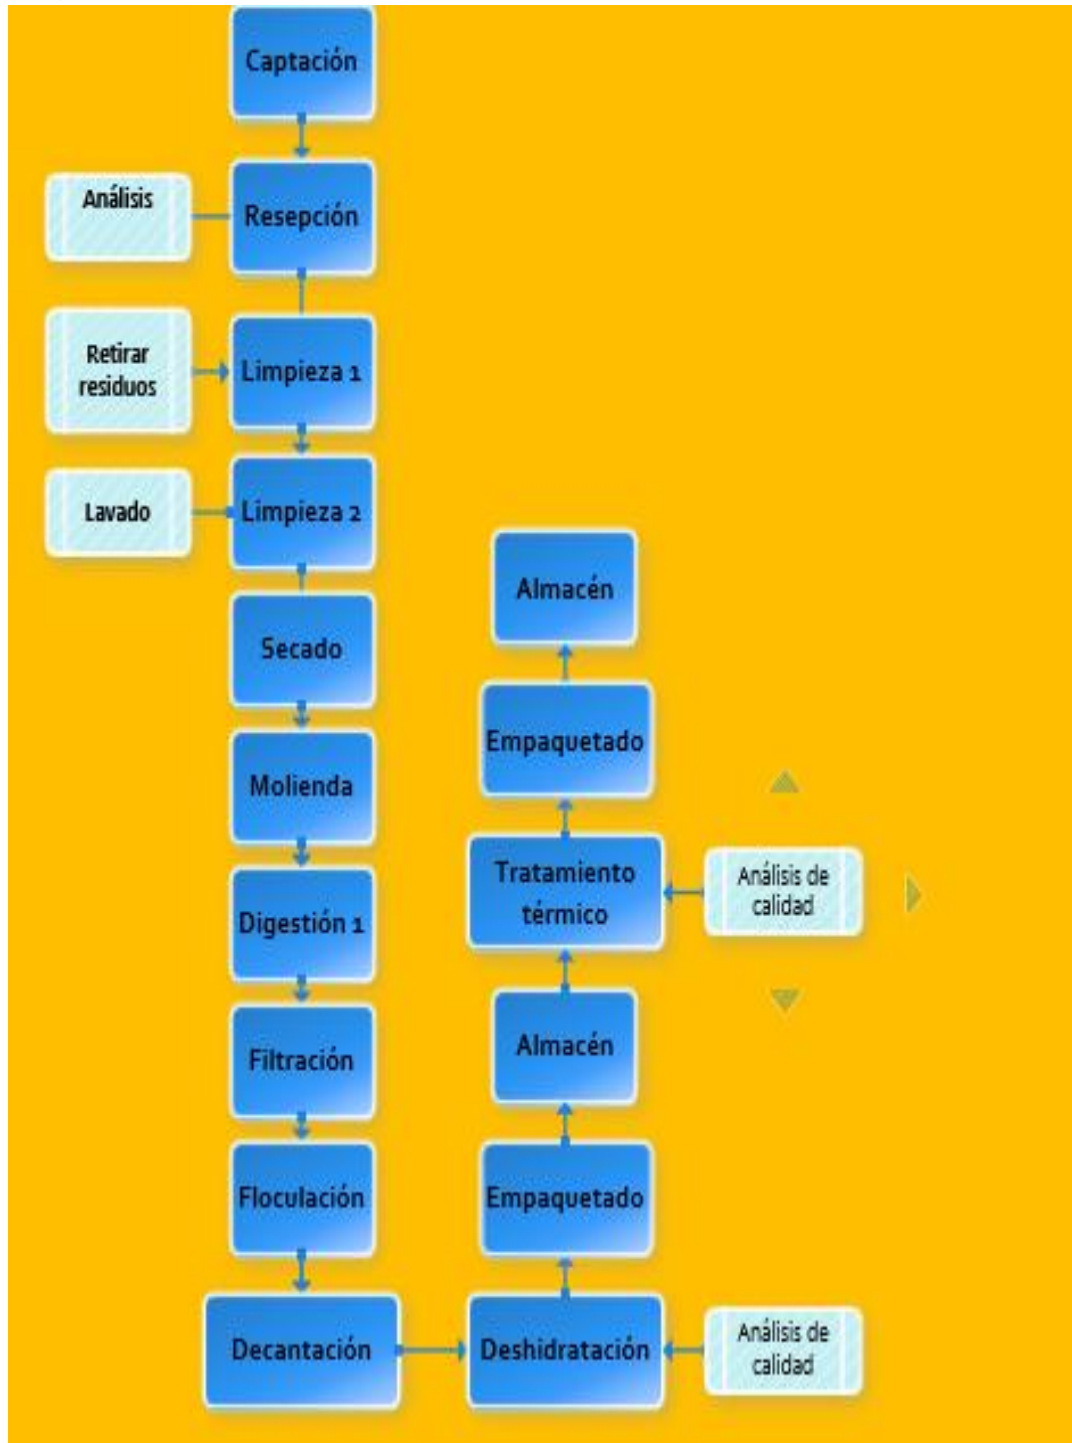 Captación
Análisis
Resepción
Retirar
residuos
Limpieza 1
Lavado
Limpieza 2
Secado
Molienda
Digestión 1
Filtración
Floculación
Decantación
Deshidratación
Análisis de
calidad
Empaquetado
Almacén
Tratamiento
térmico
Análisis de
calidad
Empaquetado
Almacén